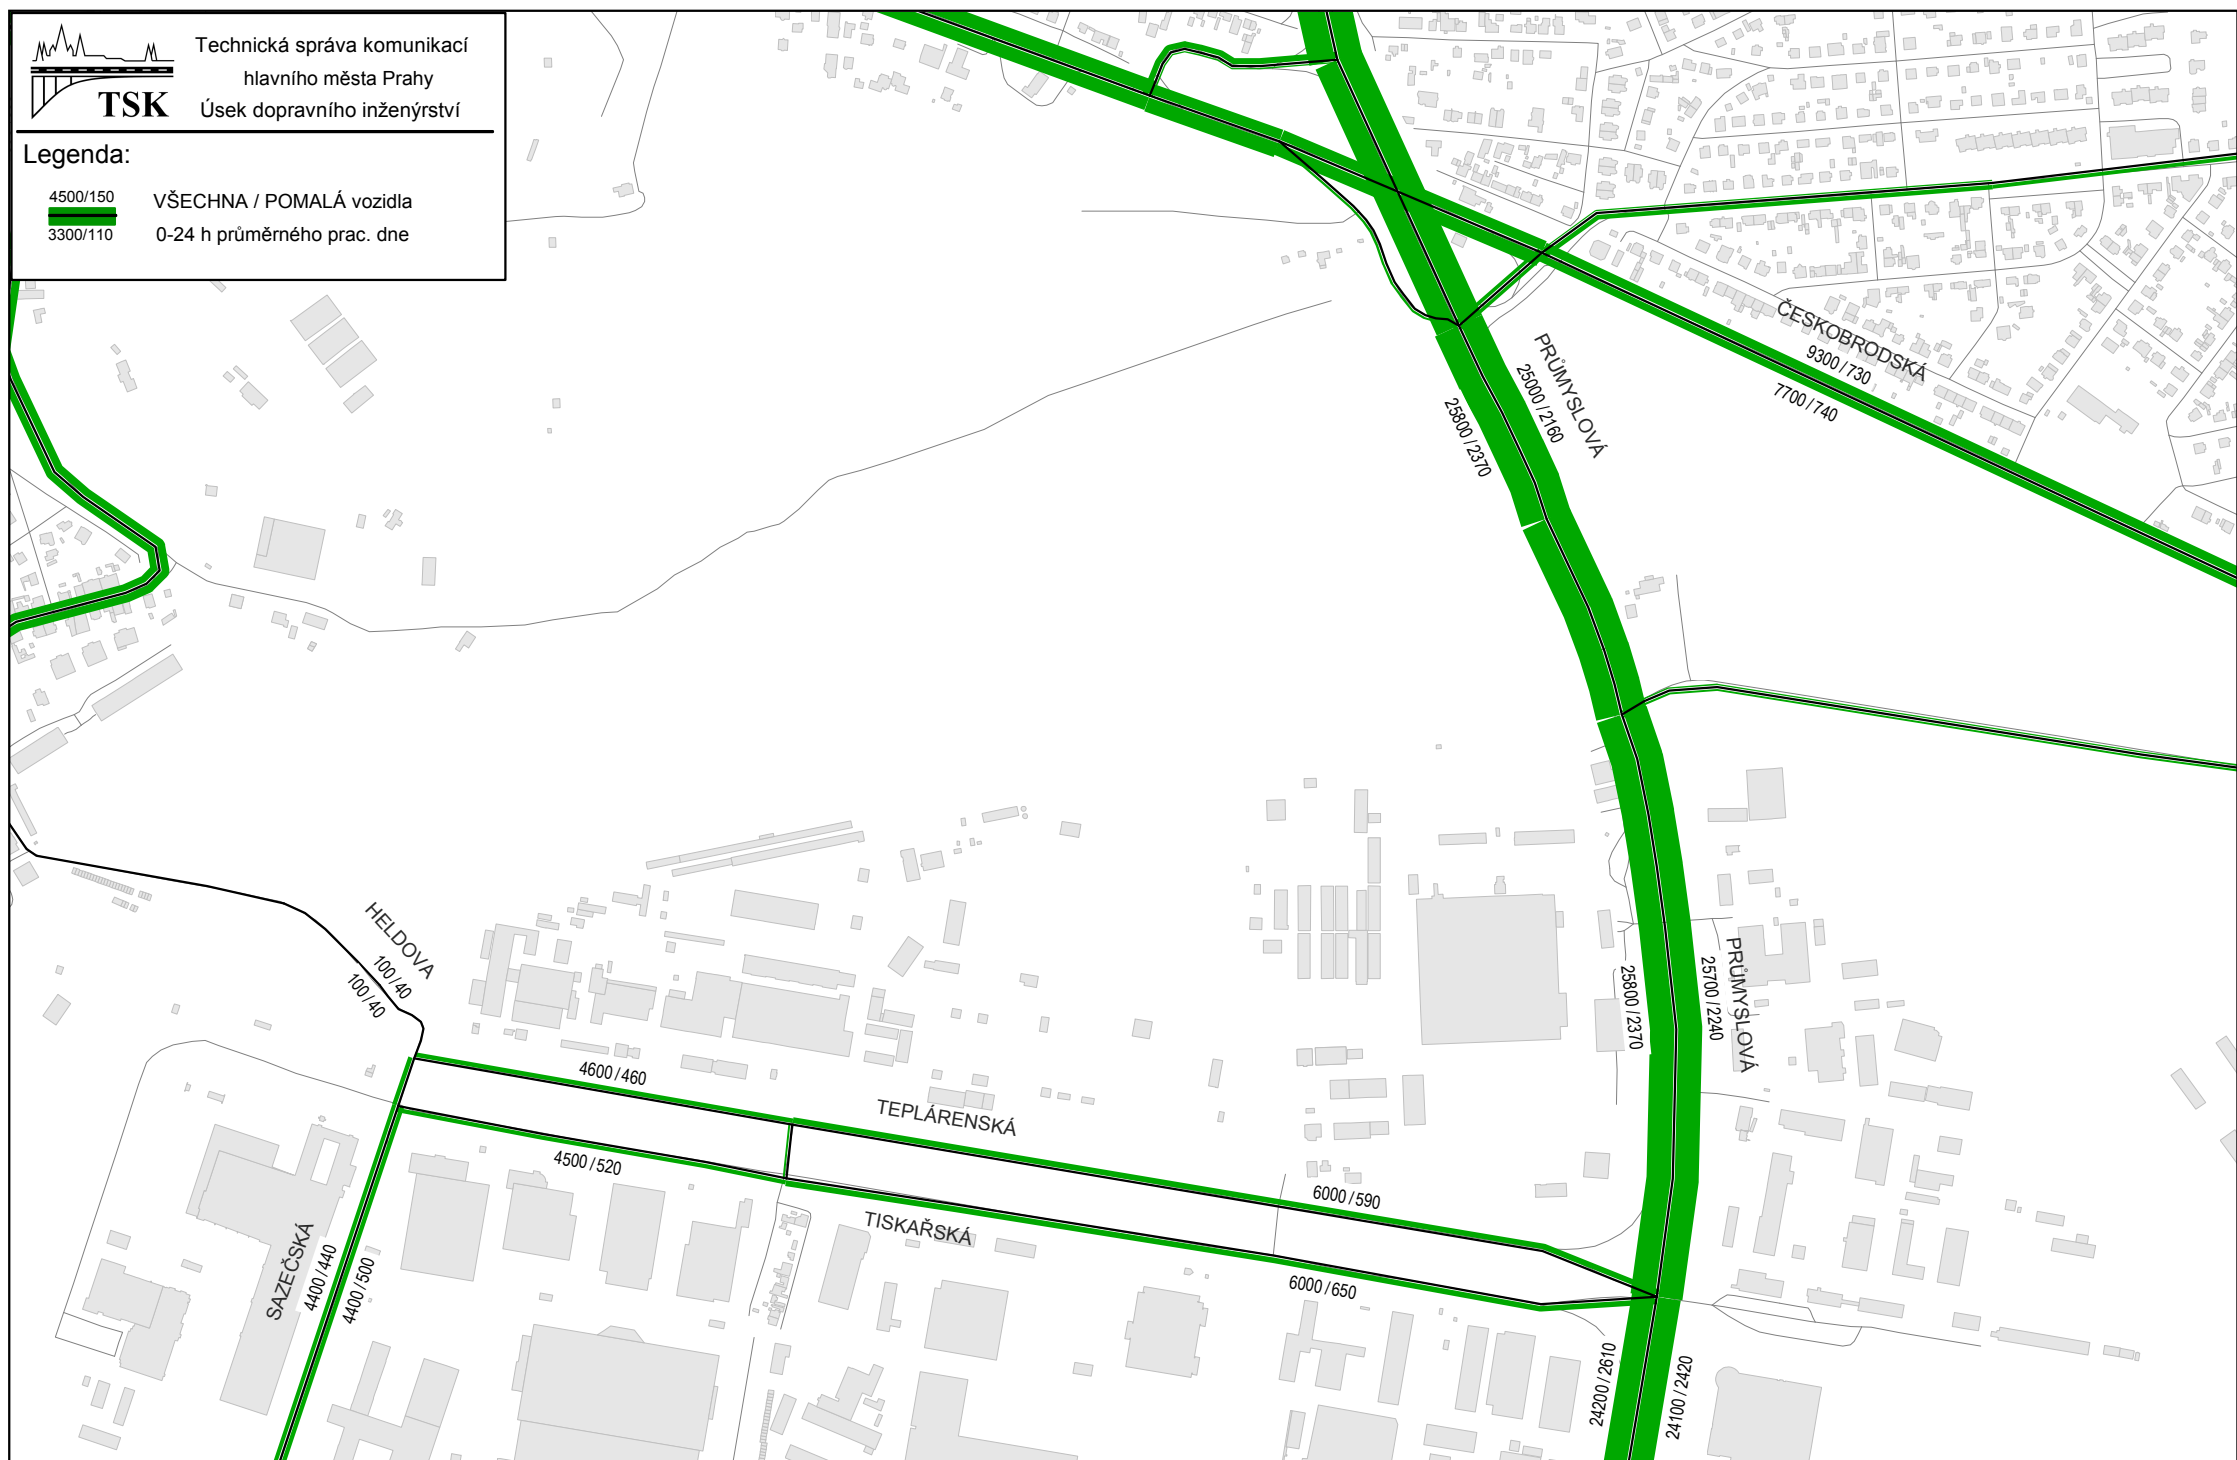 Technická správa komunikací
hlavního města Prahy
Úsek dopravního inženýrství
TSK
Legenda:
4500/150
VŠECHNA / POMALÁ vozidla
3300/110
0-24 h průměrného prac. dne
ČESKOBRODSKÁ
9300/730
7700/740
PRŮMYSLOVÁ
25000/2160
25800/2370
HELDOVA
100/40
100/40
PRŮMYSLOVÁ
25800/2370
25700/2240
4600/460
TEPLÁRENSKÁ
4500/520
6000/590
TISKAŘSKÁ
6000/650
SAZEČSKÁ
4400/440
4400/500
24200/2610
24100/2420